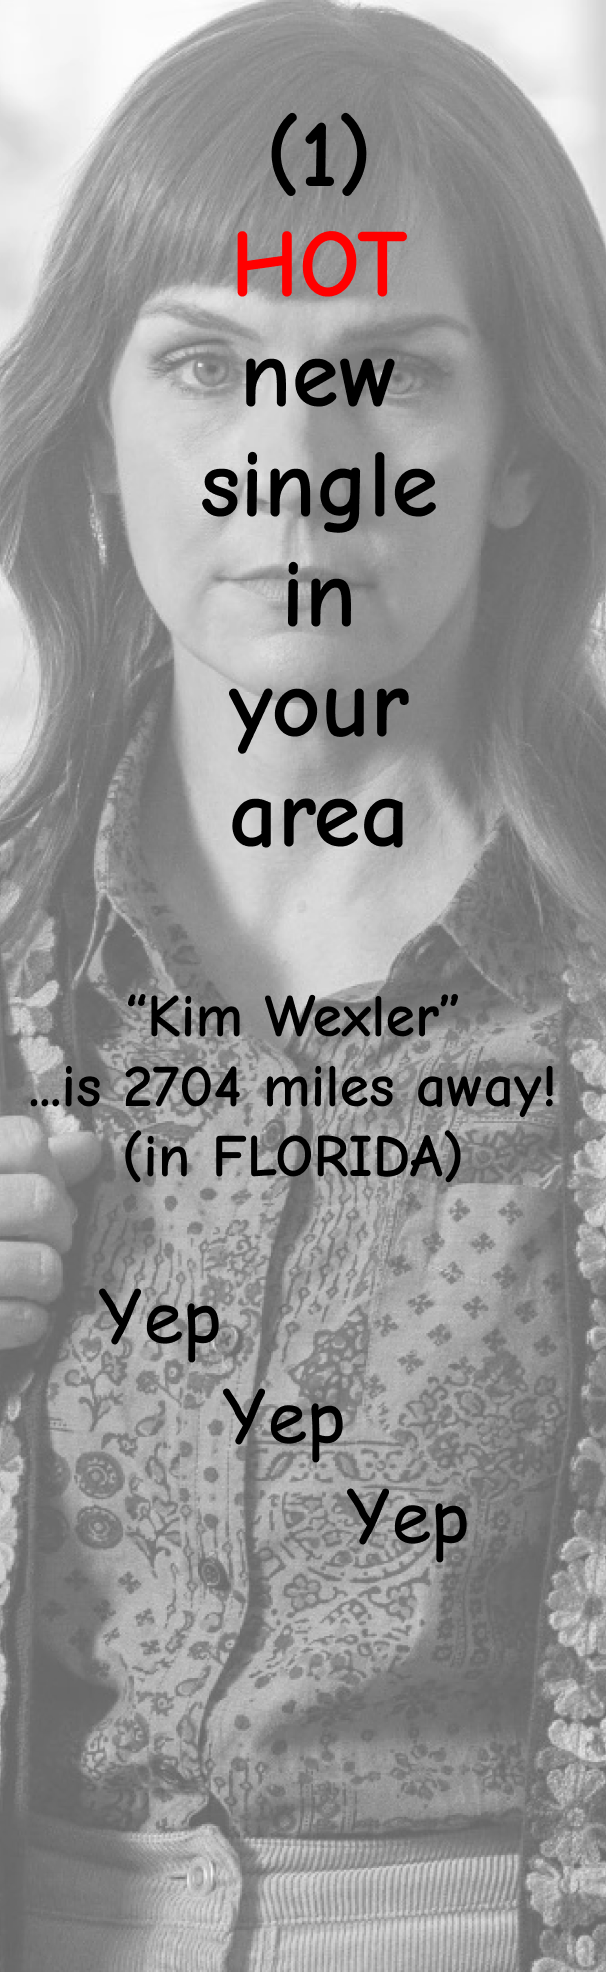 (1)
HOT
new
single
in
your
area
“Kim Wexler”
...is 2704 miles away!
(in FLORIDA)
Yep
Yep
Yep